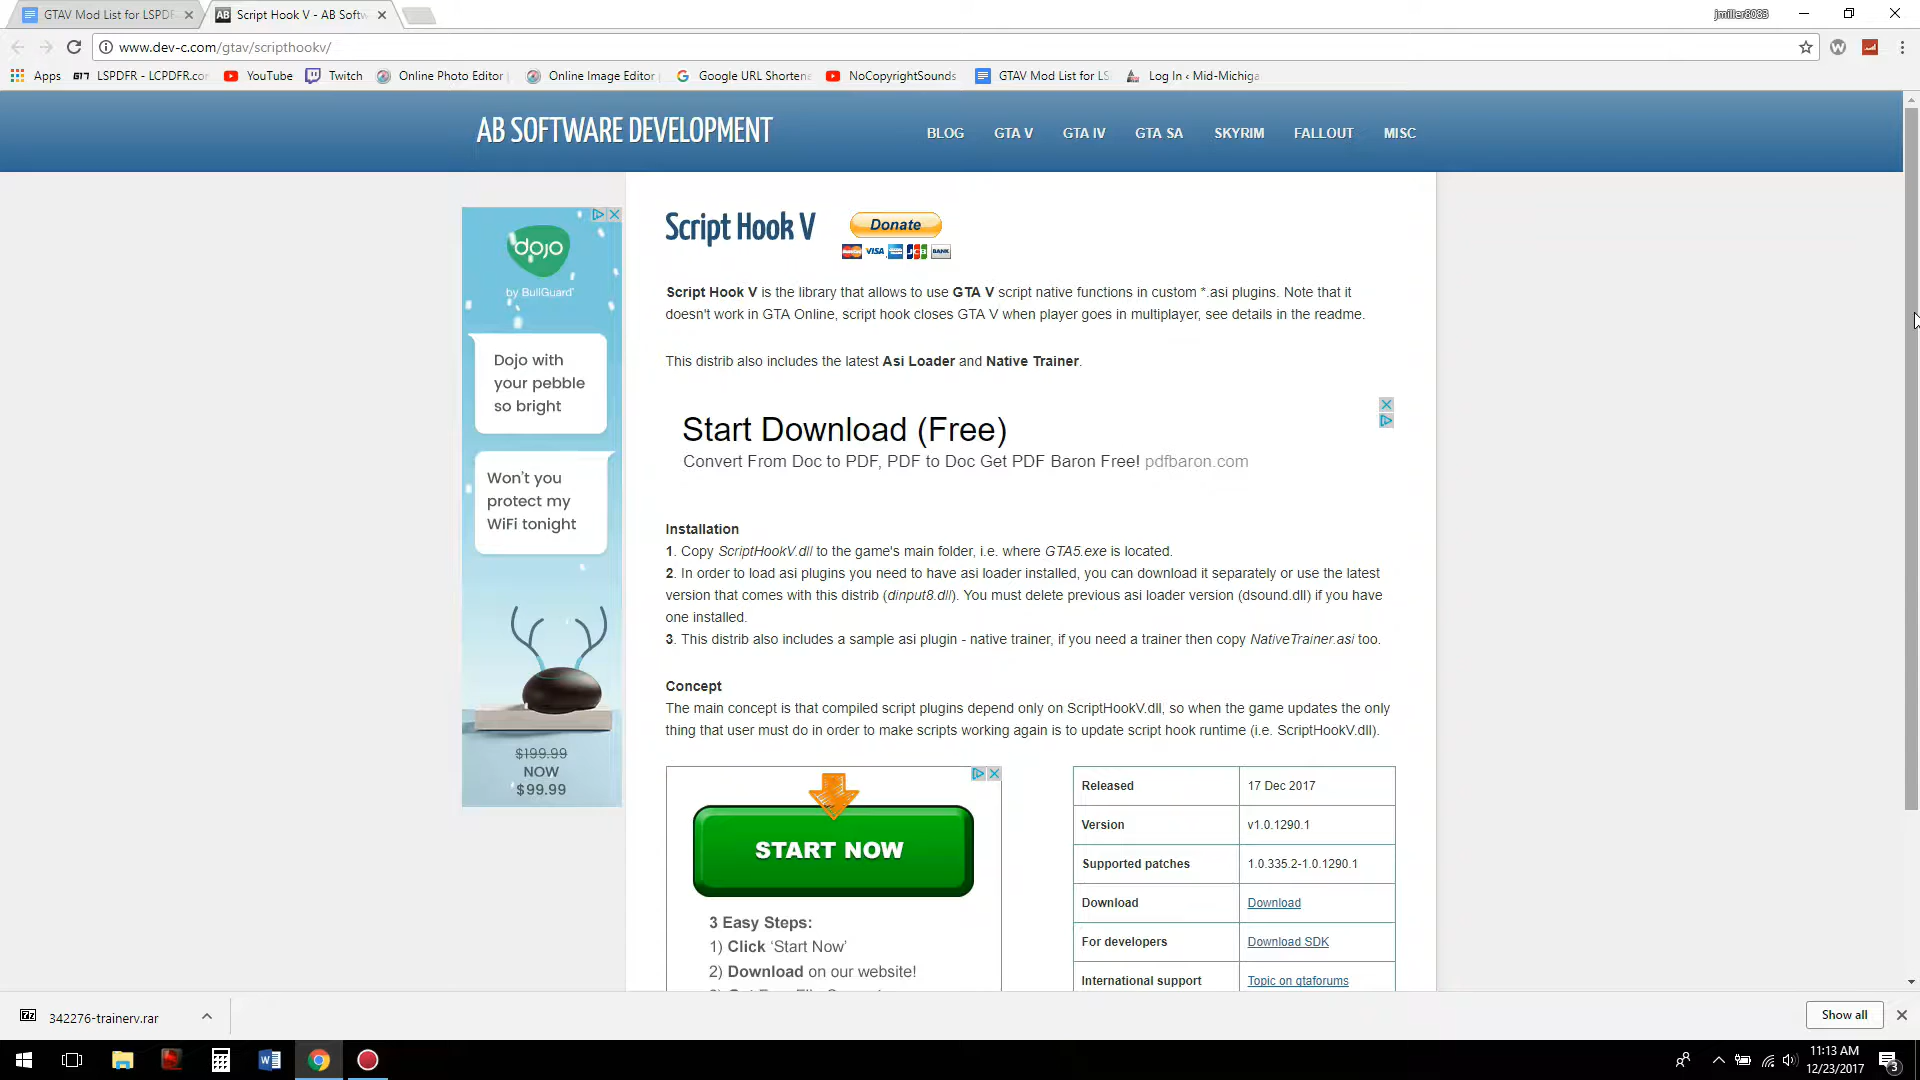 GTAV Mod List for LSPD
Script Hook V - AB Softw
jmiller8083
www.dev-c.com/gtav/scripthookv/
Apps
G17 LSPDFR - LCPDFR.co
YouTube
Twitch
Online Photo Editor
Online Image Editor
Google URL Shortene
NoCopyrightSounds
GTAV Mod List for LS
Log In ‹ Mid-Michiga
AB SOFTWARE DEVELOPMENT
BLOG GTA V GTA IV GTA SA SKYRIM FALLOUT MISC
dojo
by BullGuard
Dojo with
your pebble
so bright
Won't you
protect my
WiFi tonight
$199.99
NOW
$99.99
Script Hook V
Donate
VISA JCB BANK
Script Hook V is the library that allows to use GTA V script native functions in custom *.asi plugins. Note that it
doesn't work in GTA Online, script hook closes GTA V when player goes in multiplayer, see details in the readme.
This distrib also includes the latest Asi Loader and Native Trainer.
Start Download (Free)
Convert From Doc to PDF, PDF to Doc Get PDF Baron Free! pdfbaron.com
Installation
1. Copy ScriptHookV.dll to the game's main folder, i.e. where GTA5.exe is located.
2. In order to load asi plugins you need to have asi loader installed, you can download it separately or use the latest
version that comes with this distrib (dinput8.dll). You must delete previous asi loader version (dsound.dll) if you have
one installed.
3. This distrib also includes a sample asi plugin - native trainer, if you need a trainer then copy NativeTrainer.asi too.
Concept
The main concept is that compiled script plugins depend only on ScriptHookV.dll, so when the game updates the only
thing that user must do in order to make scripts working again is to update script hook runtime (i.e. ScriptHookV.dll).
START NOW
3 Easy Steps:
1) Click 'Start Now'
2) Download on our website!
Released 17 Dec 2017
Version v1.0.1290.1
Supported patches 1.0.335.2-1.0.1290.1
Download Download
For developers Download SDK
International support Topic on gtaforums
342276-trainerv.rar
Show all
11:13 AM
12/23/2017
3